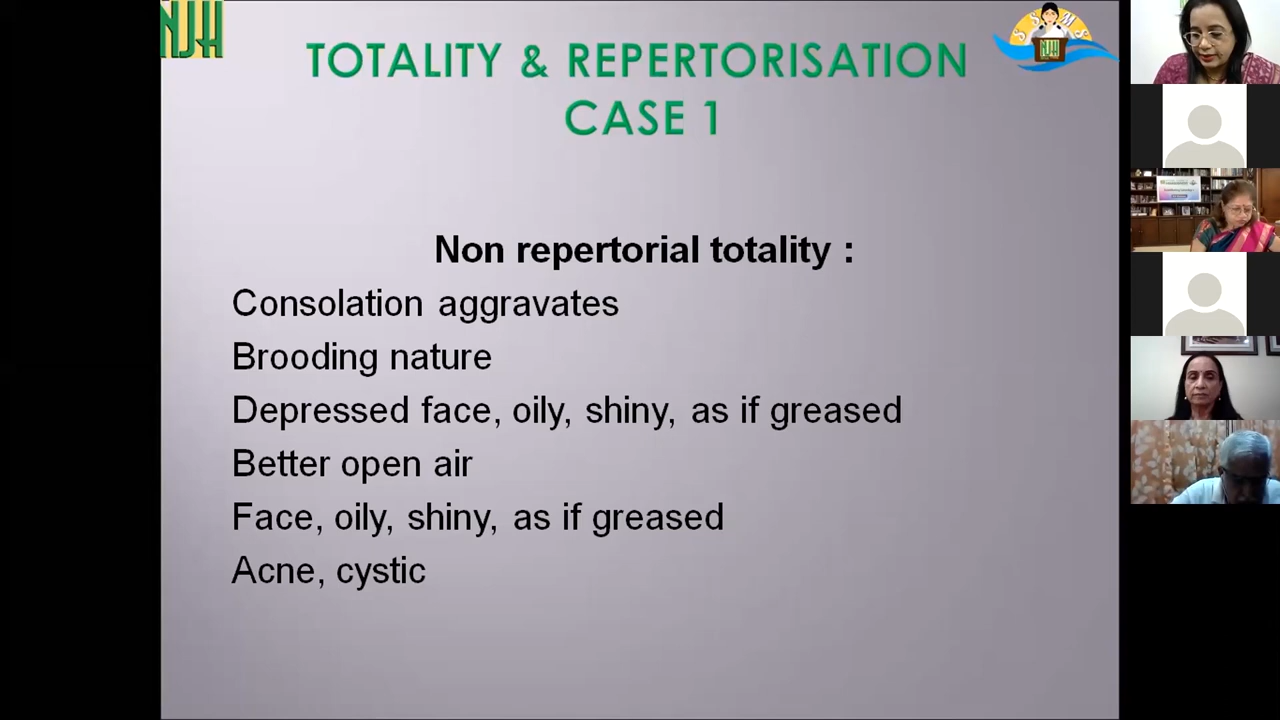 NJH
TOTALITY & REPERTORISATION
CASE 1
Non repertorial totality :
Consolation aggravates
Brooding nature
Depressed face, oily, shiny, as if greased
Better open air
Face, oily, shiny, as if greased
Acne, cystic